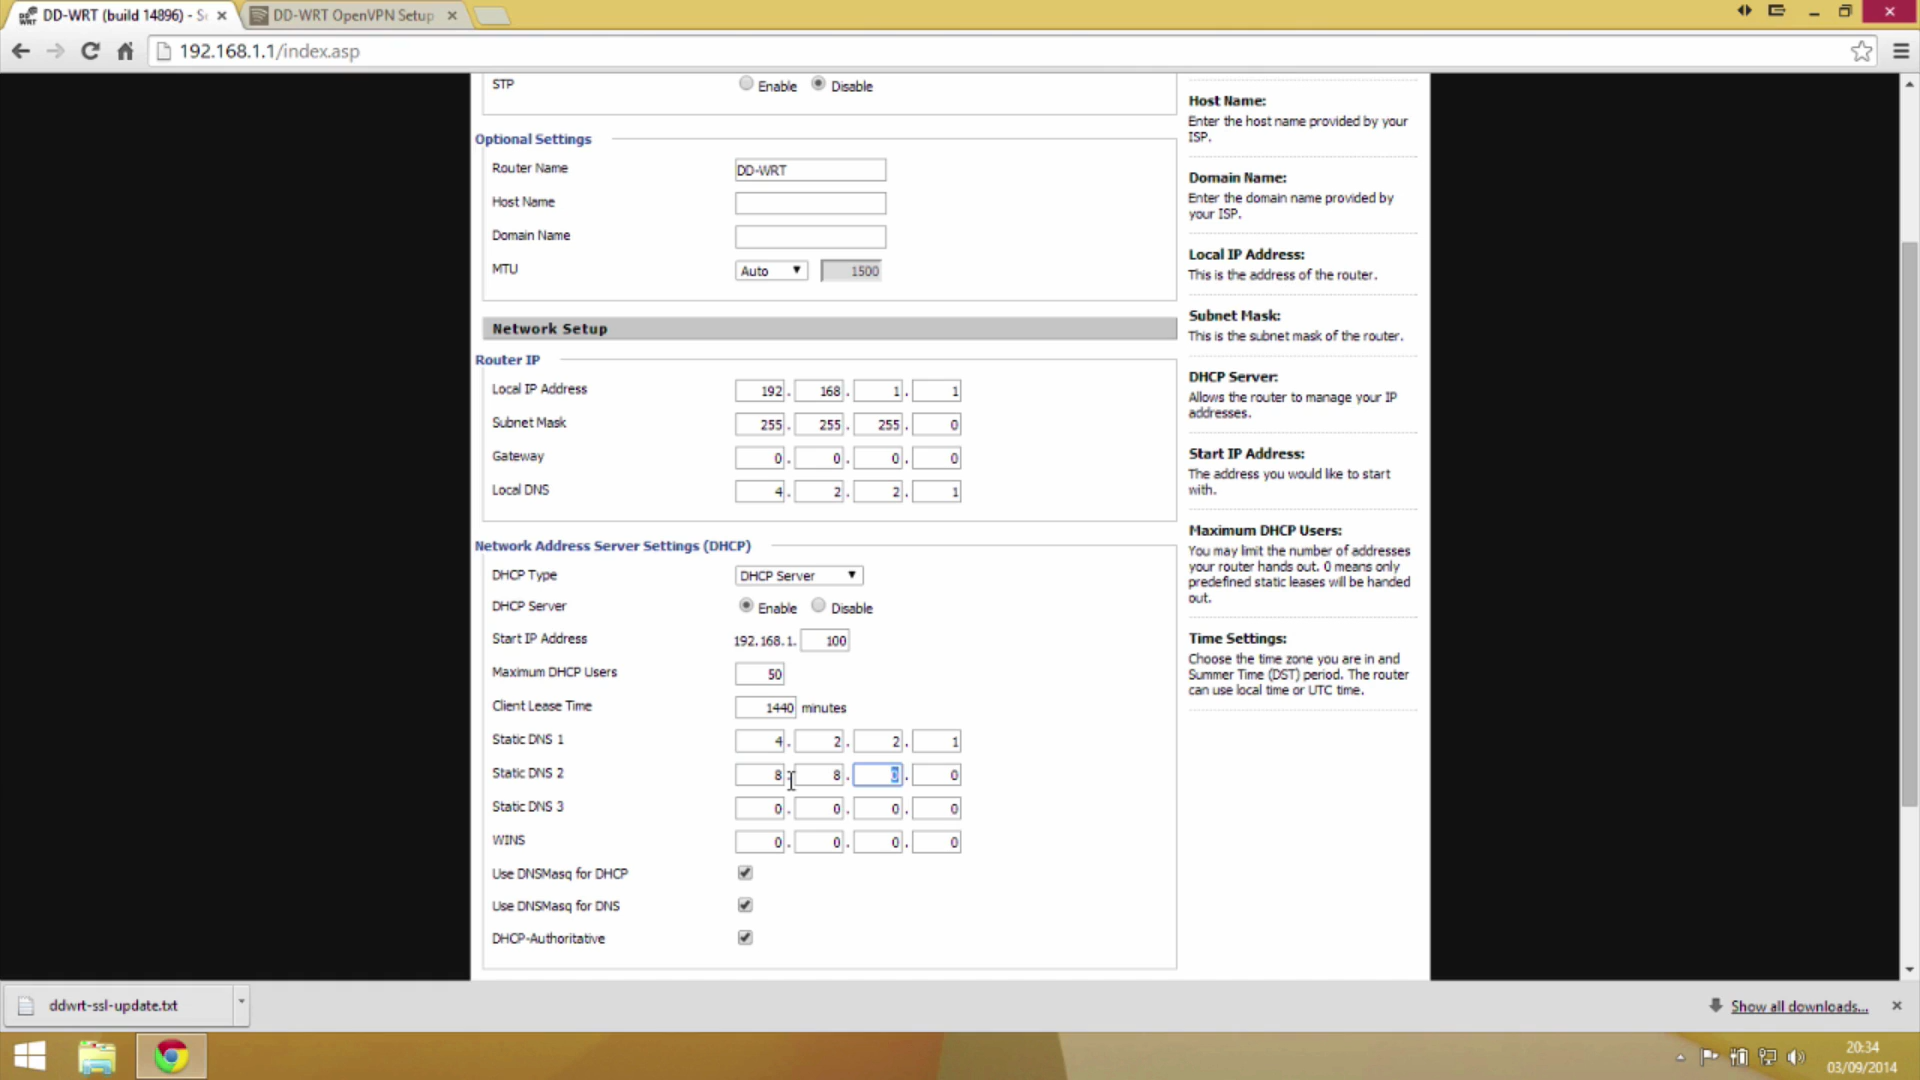 DD-WRT (build 14896) - Se
DD-WRT OpenVPN Setup
192.168.1.1/index.asp
STP Enable Disable
Optional Settings
Router Name DD-WRT
Host Name
Domain Name
MTU Auto 1500
Network Setup
Router IP
Local IP Address 192. 168. 1. 1
Subnet Mask 255. 255. 255. 0
Gateway 0. 0. 0. 0
Local DNS 4. 2. 2. 1
Network Address Server Settings (DHCP)
DHCP Type DHCP Server
DHCP Server Enable Disable
Start IP Address 192.168.1. 100
Maximum DHCP Users 50
Client Lease Time 1440 minutes
Static DNS 1 4. 2. 2. 1
Static DNS 2 8. 8. 0. 0
Static DNS 3 0. 0. 0. 0
WINS 0. 0. 0. 0
Use DNSMasq for DHCP
Use DNSMasq for DNS
DHCP-Authoritative
Host Name:
Enter the host name provided by your
ISP.
Domain Name:
Enter the domain name provided by
your ISP.
Local IP Address:
This is the address of the router.
Subnet Mask:
This is the subnet mask of the router.
DHCP Server:
Allows the router to manage your IP
addresses.
Start IP Address:
The address you would like to start
with.
Maximum DHCP Users:
You may limit the number of addresses
your router hands out. 0 means only
predefined static leases will be handed
out.
Time Settings:
Choose the time zone you are in and
Summer Time (DST) period. The router
can use local time or UTC time.
ddwrt-ssl-update.txt
Show all downloads...
20:34
03/09/2014